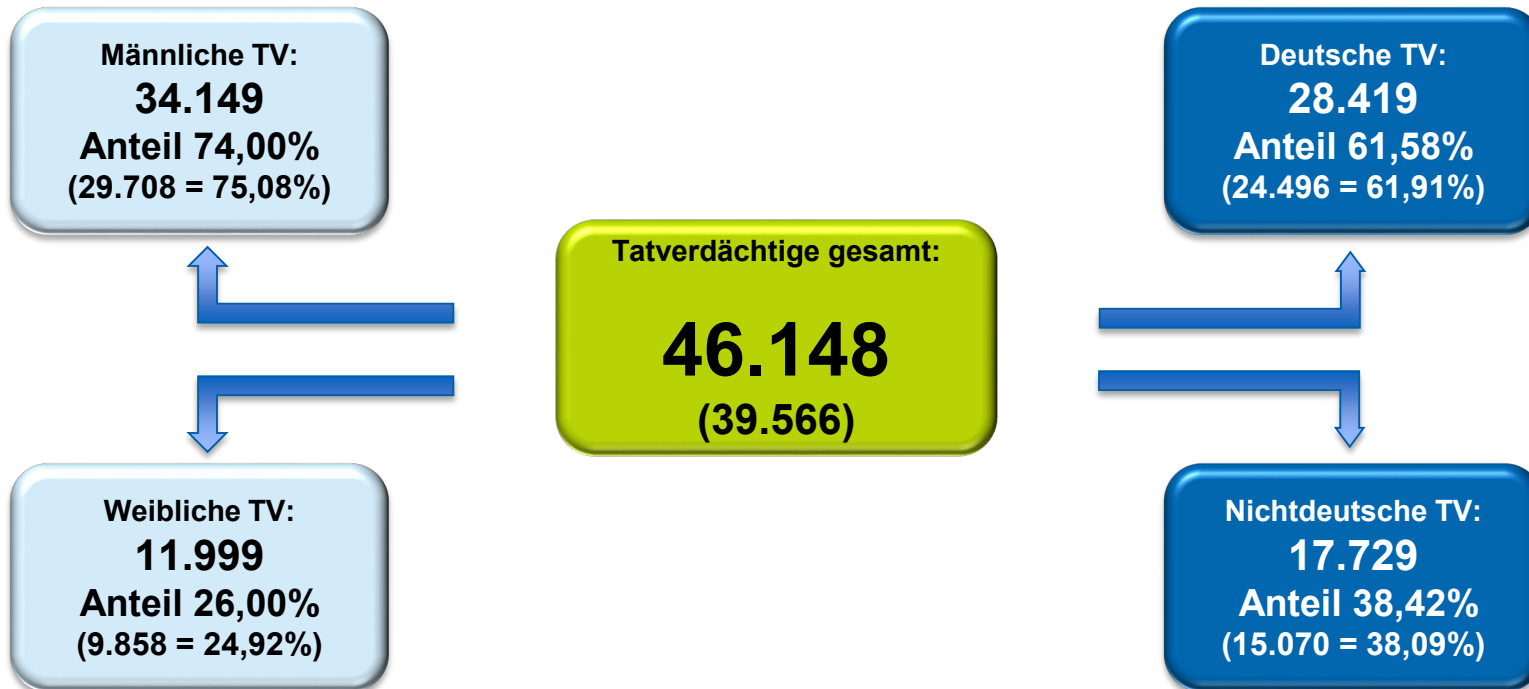 Männliche TV:
34.149
Anteil 74,00%
(29.708 = 75,08%)
Deutsche TV:
28.419
Anteil 61,58%
(24.496 = 61,91%)
Tatverdächtige gesamt:
46.148
(39.566)
Weibliche TV:
11.999
Anteil 26,00%
(9.858 = 24,92%)
Nichtdeutsche TV:
17.729
Anteil 38,42%
(15.070 = 38,09%)